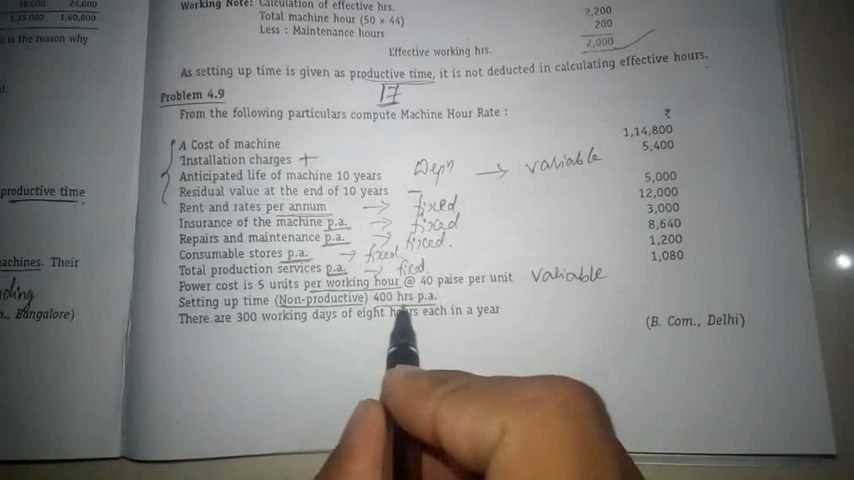 18,000 24,000
1,35,000 1,60,000
is the reason why
productive time
machines. Their
Bangalore)
Working Note: Calculation of effective hrs.
Total machine hour (50 × 44) 2,200
Less : Maintenance hours 200
Effective working hrs. 2,000
As setting up time is given as productive time, it is not deducted in calculating effective hours.
Problem 4.9 17
From the following particulars compute Machine Hour Rate : ₹
A Cost of machine 1,14,800
Installation charges + 5,400
Anticipated life of machine 10 years Depn → variable
Residual value at the end of 10 years – 5,000
Rent and rates per annum → fixed 12,000
Insurance of the machine p.a. → fixed 3,000
Repairs and maintenance p.a. → fixed. 8,640
Consumable stores p.a. → fixed. 1,200
Total production services p.a. → fixed. 1,080
Power cost is 5 units per working hour @ 40 paise per unit variable
Setting up time (Non-productive) 400 hrs p.a.
There are 300 working days of eight hours each in a year
(B. Com., Delhi)